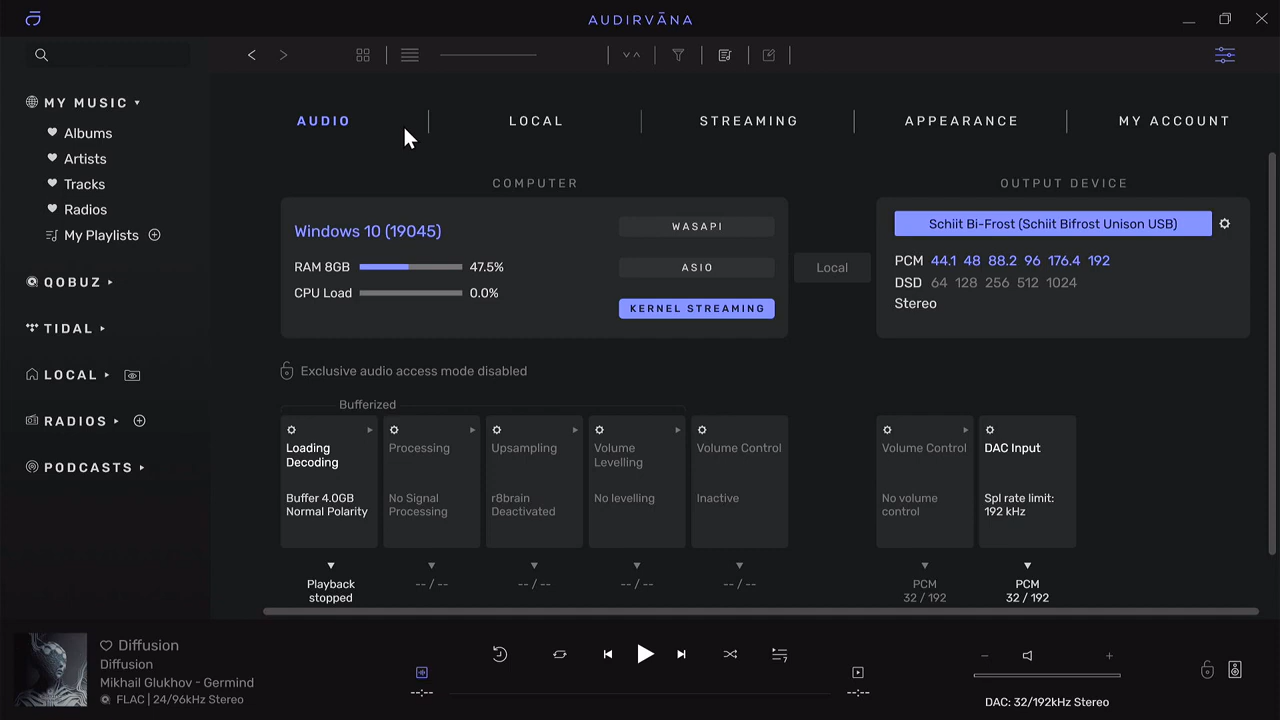 AUDIRVĀNA
MY MUSIC
Albums
Artists
Tracks
Radios
My Playlists
QOBUZ
TIDAL
LOCAL
RADIOS
PODCASTS
AUDIO
LOCAL
STREAMING
APPEARANCE
MY ACCOUNT
COMPUTER
Windows 10 (19045)
RAM 8GB 47.5%
CPU Load 0.0%
WASAPI
ASIO
KERNEL STREAMING
Local
OUTPUT DEVICE
Schiit Bi-Frost (Schiit Bifrost Unison USB)
PCM 44.1 48 88.2 96 176.4 192
DSD 64 128 256 512 1024
Stereo
Exclusive audio access mode disabled
Bufferized
Loading
Decoding
Buffer 4.0GB
Normal Polarity
Playback
stopped
Processing
No Signal
Processing
-- / --
Upsampling
r8brain
Deactivated
-- / --
Volume
Levelling
No levelling
-- / --
Volume Control
Inactive
-- / --
Volume Control
No volume
control
PCM
32 / 192
DAC Input
Spl rate limit:
192 kHz
PCM
32 / 192
Diffusion
Diffusion
Mikhail Glukhov - Germind
FLAC | 24/96kHz Stereo
--:--
7
--:--
DAC: 32/192kHz Stereo